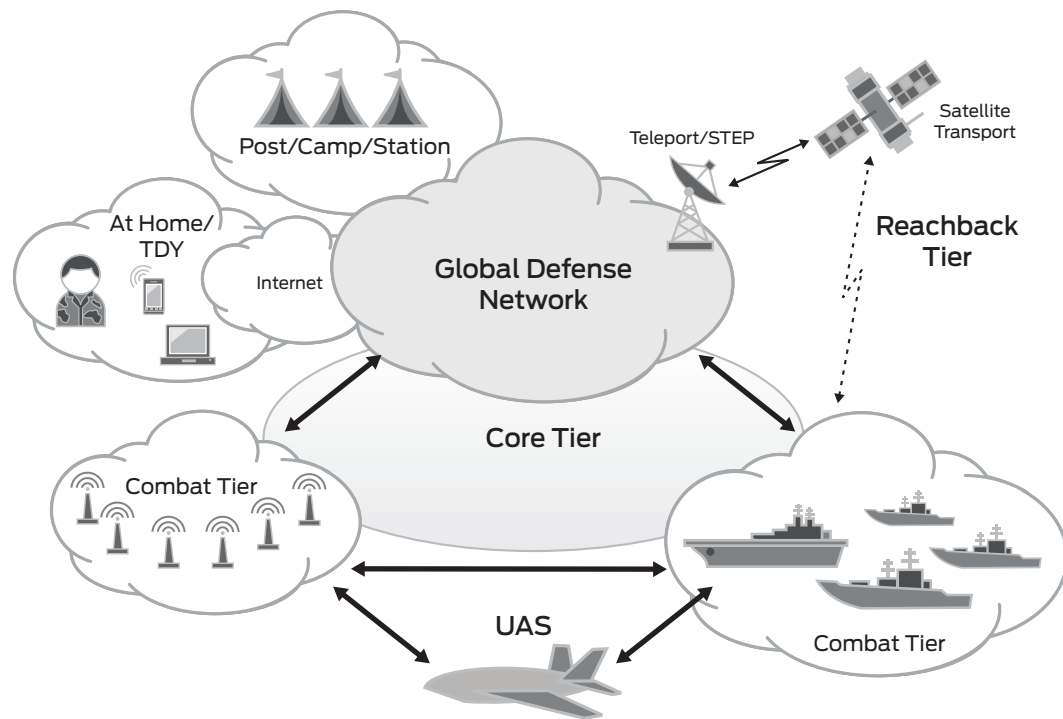 Post/Camp/Station
Teleport/STEP
Satellite
Transport
At Home/
TDY
Internet
Global Defense
Network
Reachback
Tier
Core Tier
Combat Tier
UAS
Combat Tier